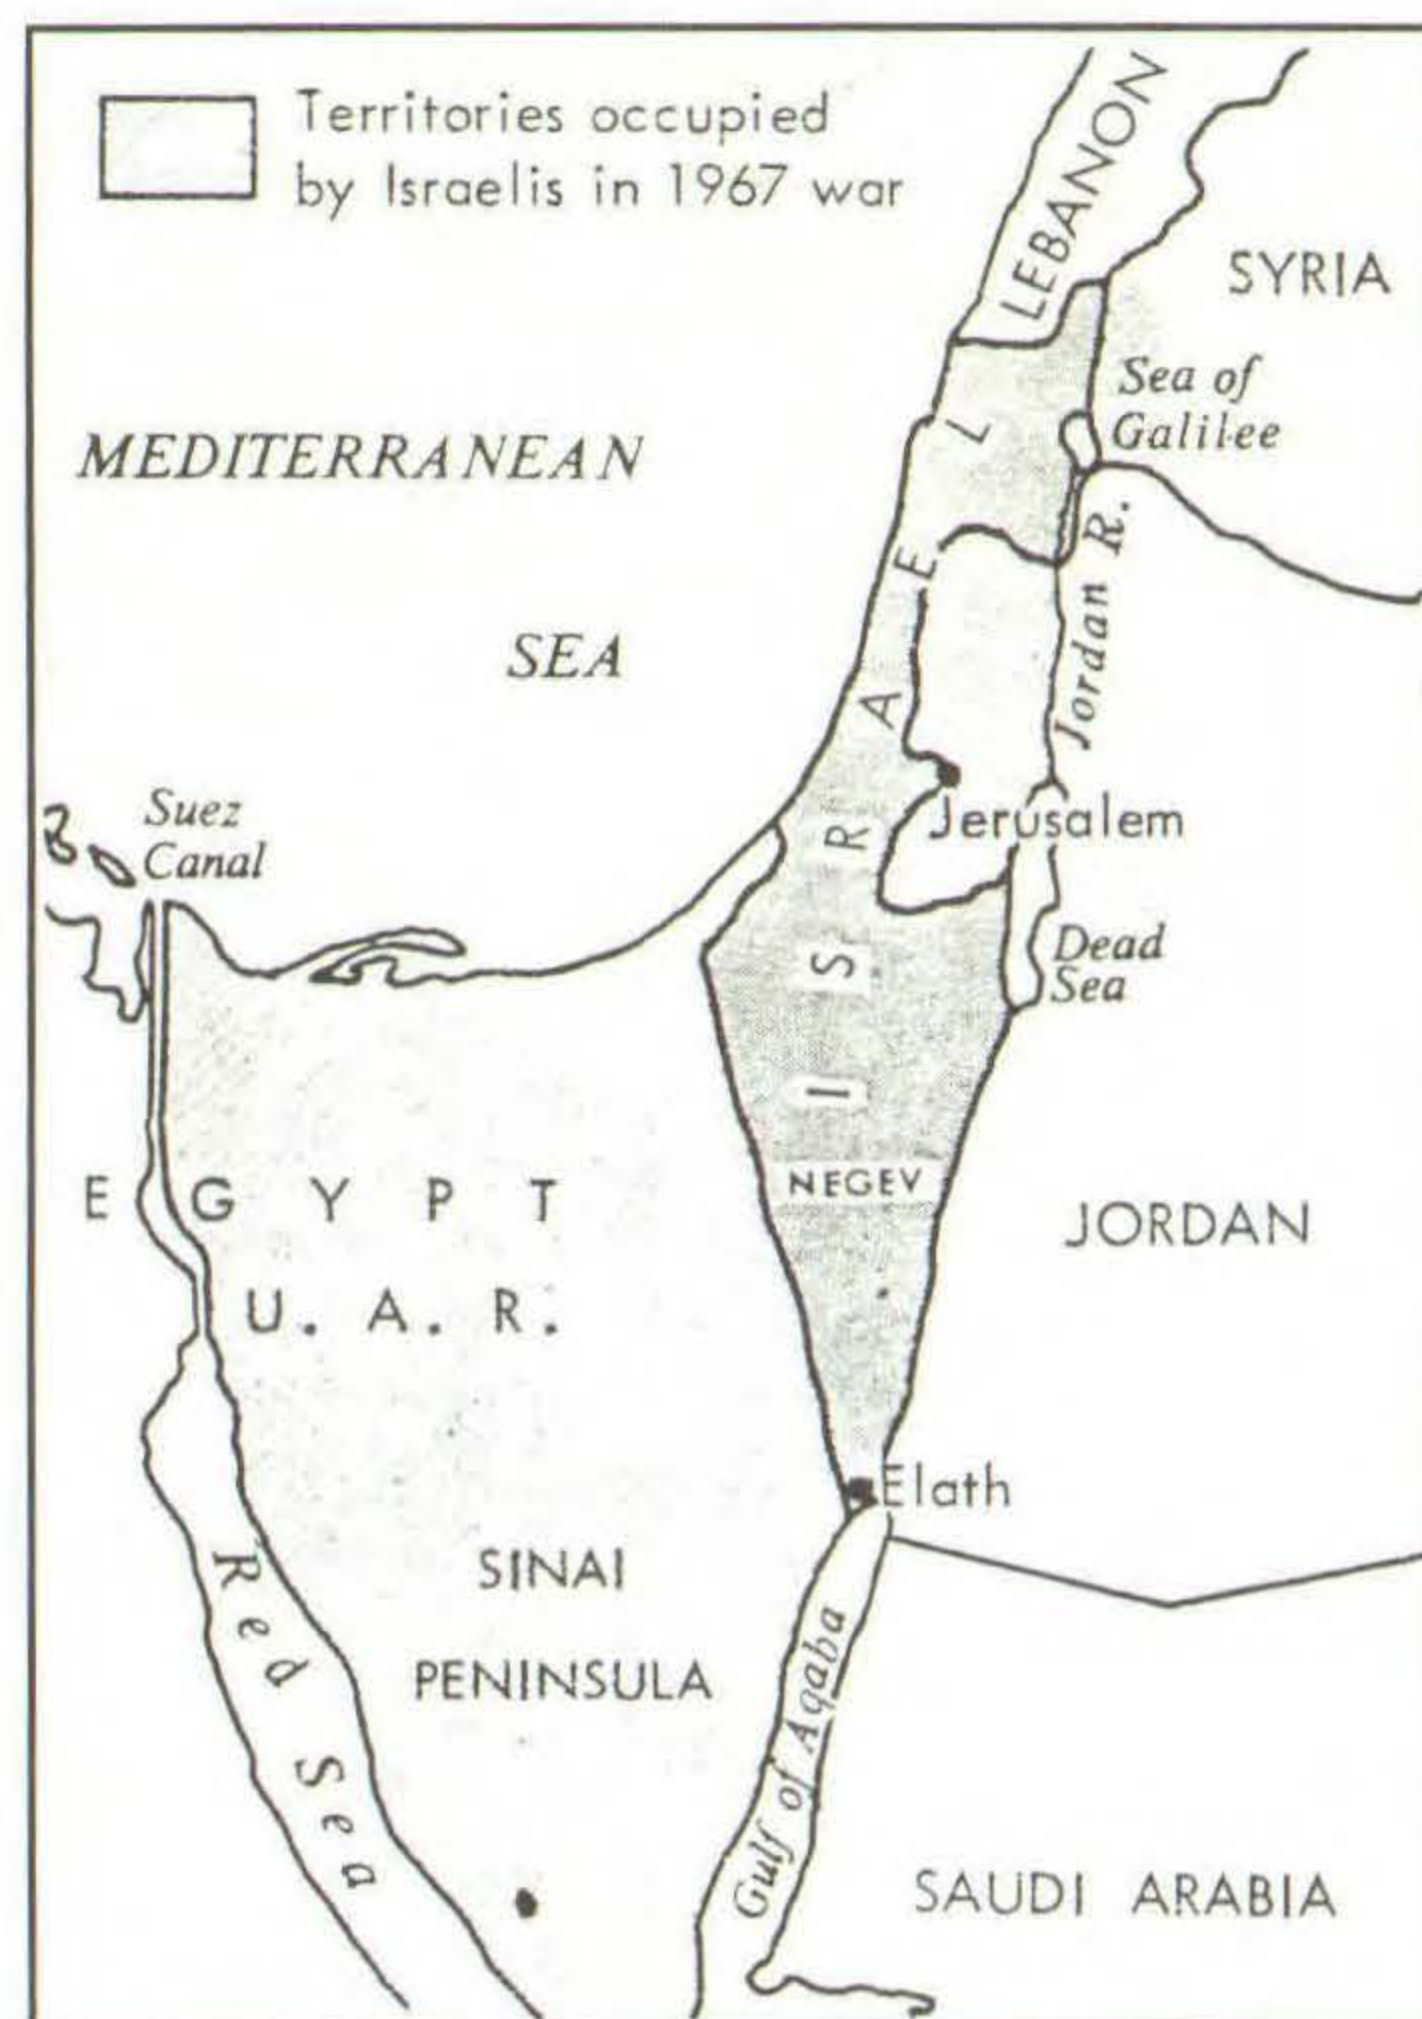 Territories occupied
by Israelis in 1967 war
LEBANON
SYRIA
Sea of
Galilee
MEDITERRANEAN
SEA
Jordan R.
ISRAEL
Suez
Canal
Jerusalem
Dead
Sea
NEGEV
EGYPT
U. A. R.
JORDAN
Elath
SINAI
PENINSULA
Red Sea
Gulf of Aqaba
SAUDI ARABIA